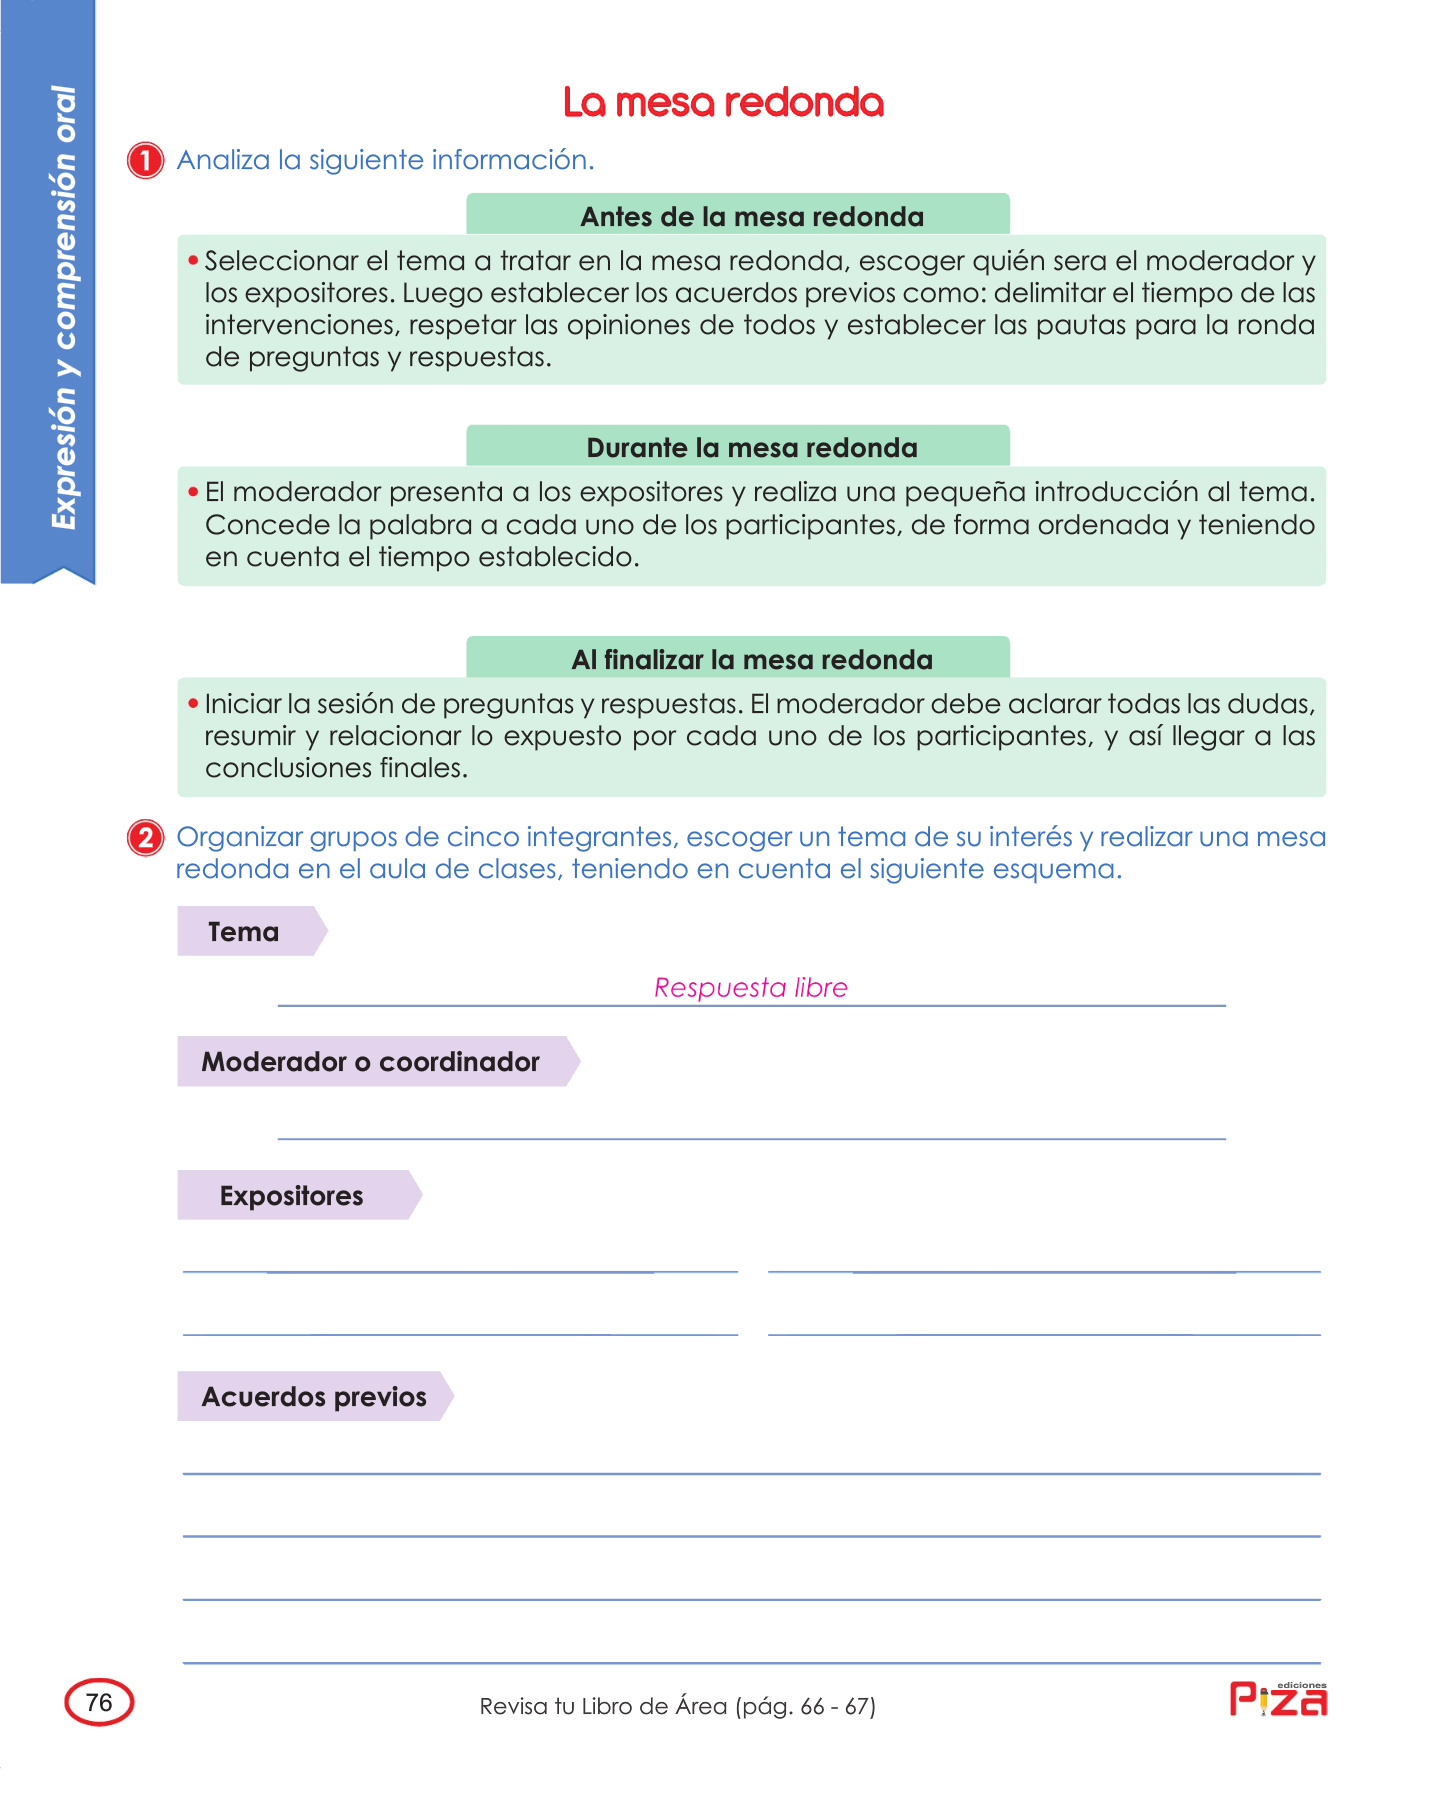 Expresión y comprensión oral
La mesa redonda
1 Analiza la siguiente información.
Antes de la mesa redonda
• Seleccionar el tema a tratar en la mesa redonda, escoger quién sera el moderador y
los expositores. Luego establecer los acuerdos previos como: delimitar el tiempo de las
intervenciones, respetar las opiniones de todos y establecer las pautas para la ronda
de preguntas y respuestas.
Durante la mesa redonda
• El moderador presenta a los expositores y realiza una pequeña introducción al tema.
Concede la palabra a cada uno de los participantes, de forma ordenada y teniendo
en cuenta el tiempo establecido.
Al finalizar la mesa redonda
• Iniciar la sesión de preguntas y respuestas. El moderador debe aclarar todas las dudas,
resumir y relacionar lo expuesto por cada uno de los participantes, y así llegar a las
conclusiones finales.
2 Organizar grupos de cinco integrantes, escoger un tema de su interés y realizar una mesa
redonda en el aula de clases, teniendo en cuenta el siguiente esquema.
Tema
Respuesta libre
Moderador o coordinador
Expositores
Acuerdos previos
76
Revisa tu Libro de Área (pág. 66 - 67)
ediciones
Piza